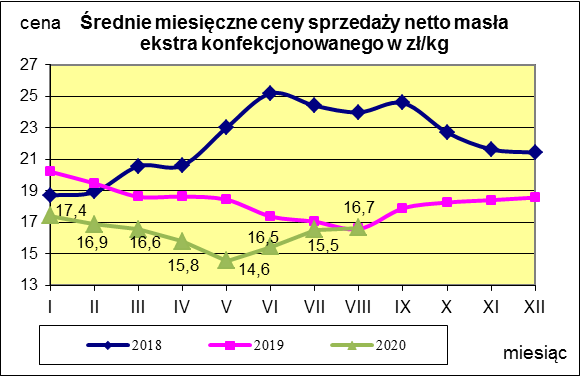 cena
Średnie miesięczne ceny sprzedaży netto masła
ekstra konfekcjonowanego w zł/kg
27
25
23
21
19
17
15
13
17,4
16,9
16,6
15,8
14,6
16,5
15,5
16,7
I II III IV V VI VII VIII IX X XI XII
2018 2019 2020
miesiąc